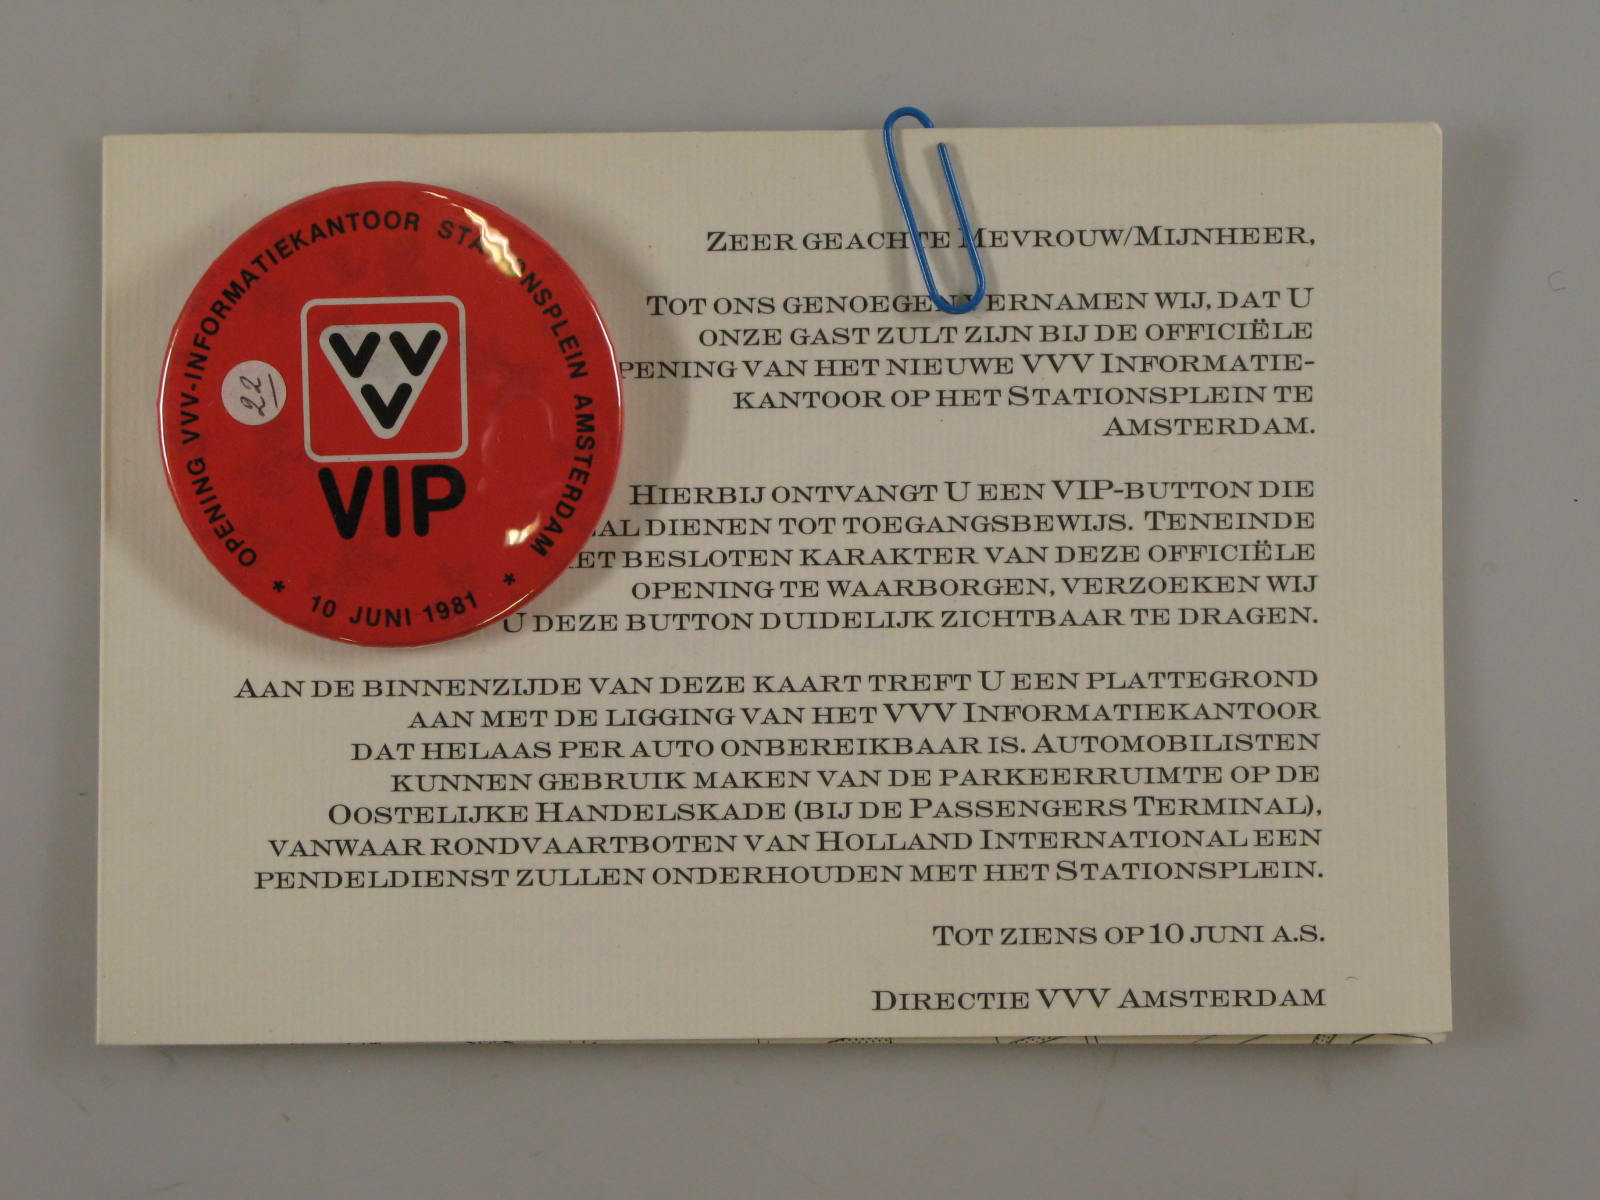 OPENING VVV-INFORMATIEKANTOOR STATIONSPLEIN AMSTERDAM
* 10 JUNI 1981 *
22
VVV
VIP
ZEER GEACHTE MEVROUW/MIJNHEER,
TOT ONS GENOEGEN VERNAMEN WIJ, DAT U
ONZE GAST ZULT ZIJN BIJ DE OFFICIËLE
PENING VAN HET NIEUWE VVV INFORMATIE-
KANTOOR OP HET STATIONSPLEIN TE
AMSTERDAM.
HIERBIJ ONTVANGT U EEN VIP-BUTTON DIE
AL DIENEN TOT TOEGANGSBEWIJS. TENEINDE
ET BESLOTEN KARAKTER VAN DEZE OFFICIËLE
OPENING TE WAARBORGEN, VERZOEKEN WIJ
U DEZE BUTTON DUIDELIJK ZICHTBAAR TE DRAGEN.
AAN DE BINNENZIJDE VAN DEZE KAART TREFT U EEN PLATTEGROND
AAN MET DE LIGGING VAN HET VVV INFORMATIEKANTOOR
DAT HELAAS PER AUTO ONBEREIKBAAR IS. AUTOMOBILISTEN
KUNNEN GEBRUIK MAKEN VAN DE PARKEERRUIMTE OP DE
OOSTELIJKE HANDELSKADE (BIJ DE PASSENGERS TERMINAL),
VANWAAR RONDVAARTBOTEN VAN HOLLAND INTERNATIONAL EEN
PENDELDIENST ZULLEN ONDERHOUDEN MET HET STATIONSPLEIN.
TOT ZIENS OP 10 JUNI A.S.
DIRECTIE VVV AMSTERDAM